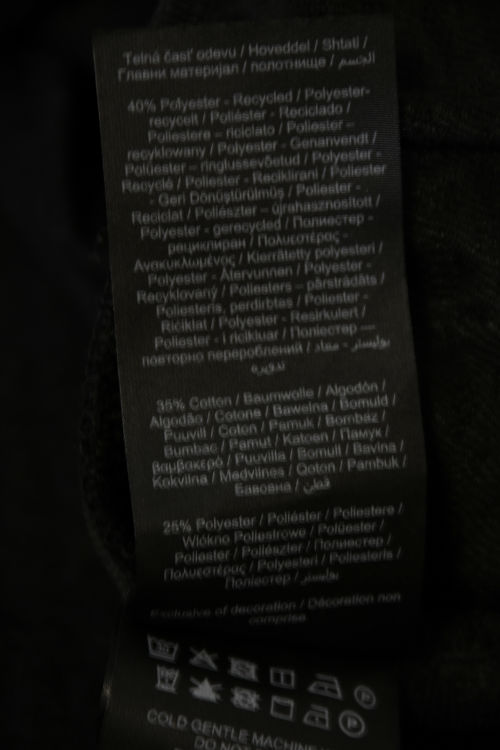 Telná časť odevu / Hoveddel / Shtati /
Главни материјал / полотнище / الجسم /
40% Polyester - Recycled / Polyester-
recycelt / Poliéster - Reciclado /
Poliestere – riciclato / Poliester –
recyklowany / Polyester - Genanvendt /
Polüester – ringlussevõetud / Polyester -
Recyclé / Poliester - Reciklirani / Poliester
- Geri Dönüştürülmüş / Poliester -
Reciclat / Poliészter – újrahasznosított /
Polyester - gerecycled / Полиестер -
рециклиран / Πολυεστέρας -
Ανακυκλωμένος / Kierrätetty polyesteri /
Polyester - Återvunnen / Polyester -
Recyklovaný / Poliesters – pārstrādāts /
Poliesteris, perdirbtas / Poliester -
Riciklat / Polyester - Resirkulert /
Poliester - I ricikluar / Поліестер —
повторно перероблений / بوليستر - معاد
تدويره
35% Cotton / Baumwolle / Algodón /
Algodão / Cotone / Bawełna / Bomuld /
Puuvill / Coton / Pamuk / Bombaž /
Bumbac / Pamut / Katoen / Памук /
βαμβακερό / Puuvilla / Bomull / Bavlna /
Kokvilna / Medvilnės / Qoton / Pambuk /
Бавовна / قطن /
25% Polyester / Poliéster / Poliestere /
Włókno Poliestrowe / Polüester /
Poliester / Poliészter / Полиестер /
Πολυεστέρας / Polyesteri / Poliesteris /
Поліестер / بوليستر /
Exclusive of decoration / Décoration non
comprise
COLD GENTLE MACHINE
DO NOT